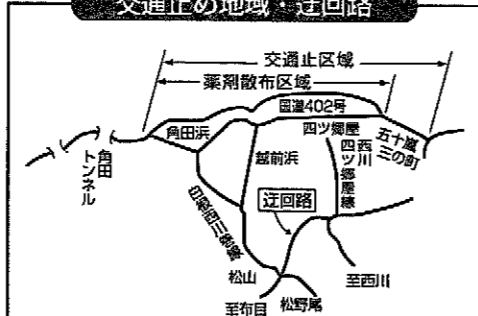 交通止め地域・迂回路
交通止区域
薬剤散布区域
国道402号
角田浜
四ツ郷屋
五十嵐
三の町
角田
トンネル
越前浜
西川
四ツ郷屋線
迂回路
松山
至西川
至布目
松野尾